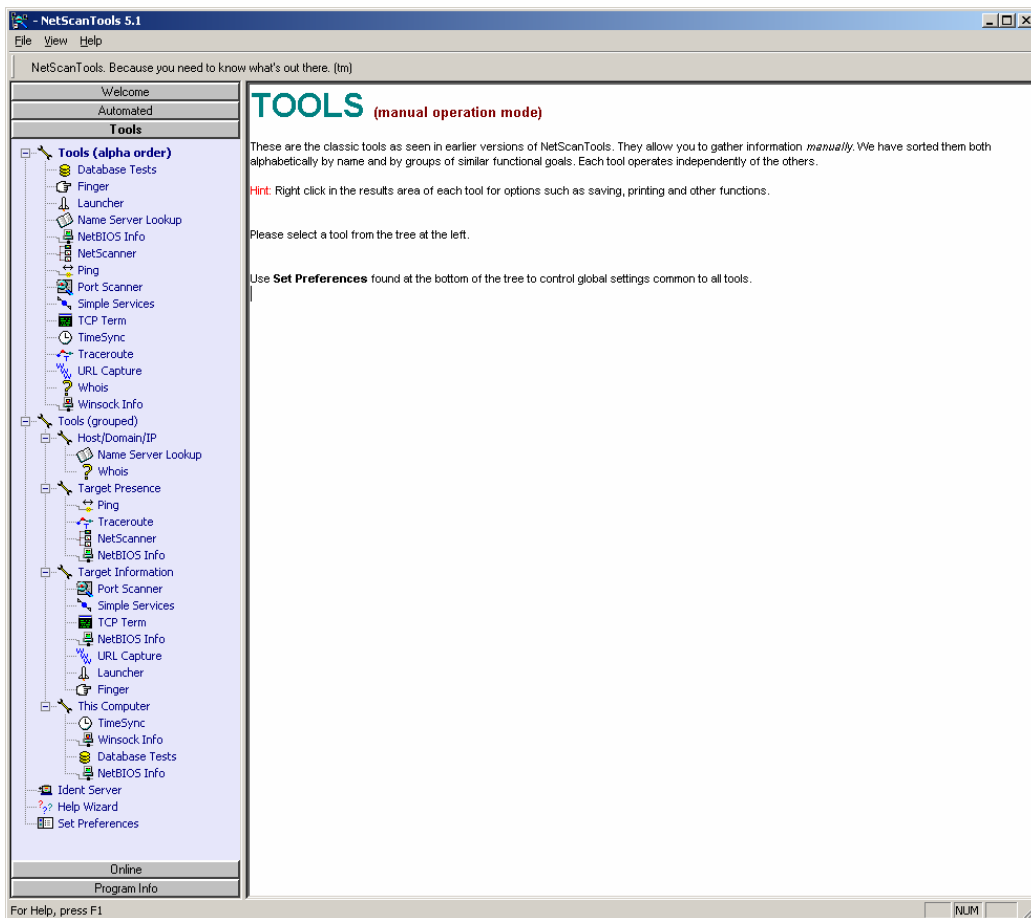 - NetScanTools 5.1
File View Help
NetScanTools. Because you need to know what's out there. (tm)
Welcome
Automated
Tools
Tools (alpha order)
Database Tests
Finger
Launcher
Name Server Lookup
NetBIOS Info
NetScanner
Ping
Port Scanner
Simple Services
TCP Term
TimeSync
Traceroute
URL Capture
Whois
Winsock Info
Tools (grouped)
Host/Domain/IP
Name Server Lookup
Whois
Target Presence
Ping
Traceroute
NetScanner
NetBIOS Info
Target Information
Port Scanner
Simple Services
TCP Term
NetBIOS Info
URL Capture
Launcher
Finger
This Computer
TimeSync
Winsock Info
Database Tests
NetBIOS Info
Ident Server
Help Wizard
Set Preferences
Online
Program Info
TOOLS (manual operation mode)
These are the classic tools as seen in earlier versions of NetScanTools. They allow you to gather information manually. We have sorted them both
alphabetically by name and by groups of similar functional goals. Each tool operates independently of the others.
Hint: Right click in the results area of each tool for options such as saving, printing and other functions.
Please select a tool from the tree at the left.
Use Set Preferences found at the bottom of the tree to control global settings common to all tools.
For Help, press F1
NUM